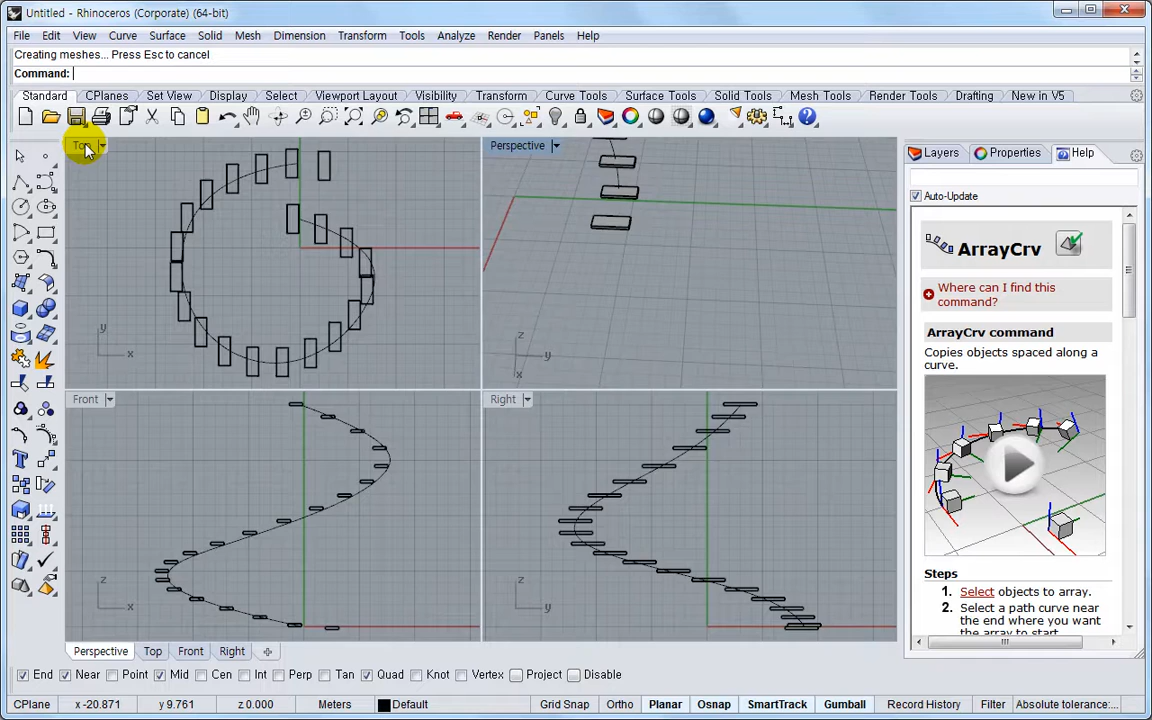 Untitled - Rhinoceros (Corporate) (64-bit)
File Edit View Curve Surface Solid Mesh Dimension Transform Tools Analyze Render Panels Help
Creating meshes... Press Esc to cancel
Command:
Standard CPlanes Set View Display Select Viewport Layout Visibility Transform Curve Tools Surface Tools Solid Tools Mesh Tools Render Tools Drafting New in V5
Top
Perspective
y
x
z
y
x
Front
Right
z
x
z
y
Layers Properties Help
Auto-Update
ArrayCrv
Where can I find this
command?
ArrayCrv command
Copies objects spaced along a
curve.
Steps
1. Select objects to array.
2. Select a path curve near
the end where you want
the array to start.
Perspective Top Front Right
End Near Point Mid Cen Int Perp Tan Quad Knot Vertex Project Disable
CPlane x -20.871 y 9.761 z 0.000 Meters Default Grid Snap Ortho Planar Osnap SmartTrack Gumball Record History Filter Absolute tolerance:...